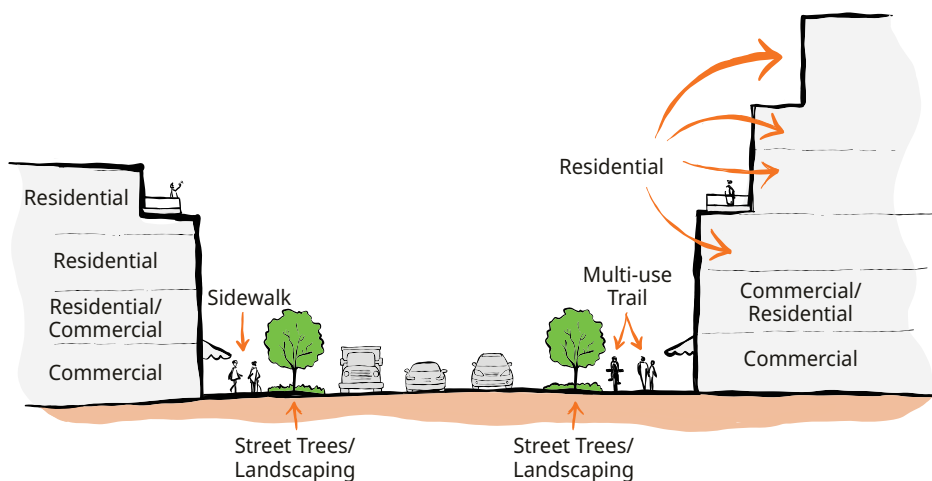 Residential
Residential
Residential/
Commercial
Commercial
Sidewalk
Street Trees/
Landscaping
Street Trees/
Landscaping
Multi-use
Trail
Residential
Commercial/
Residential
Commercial